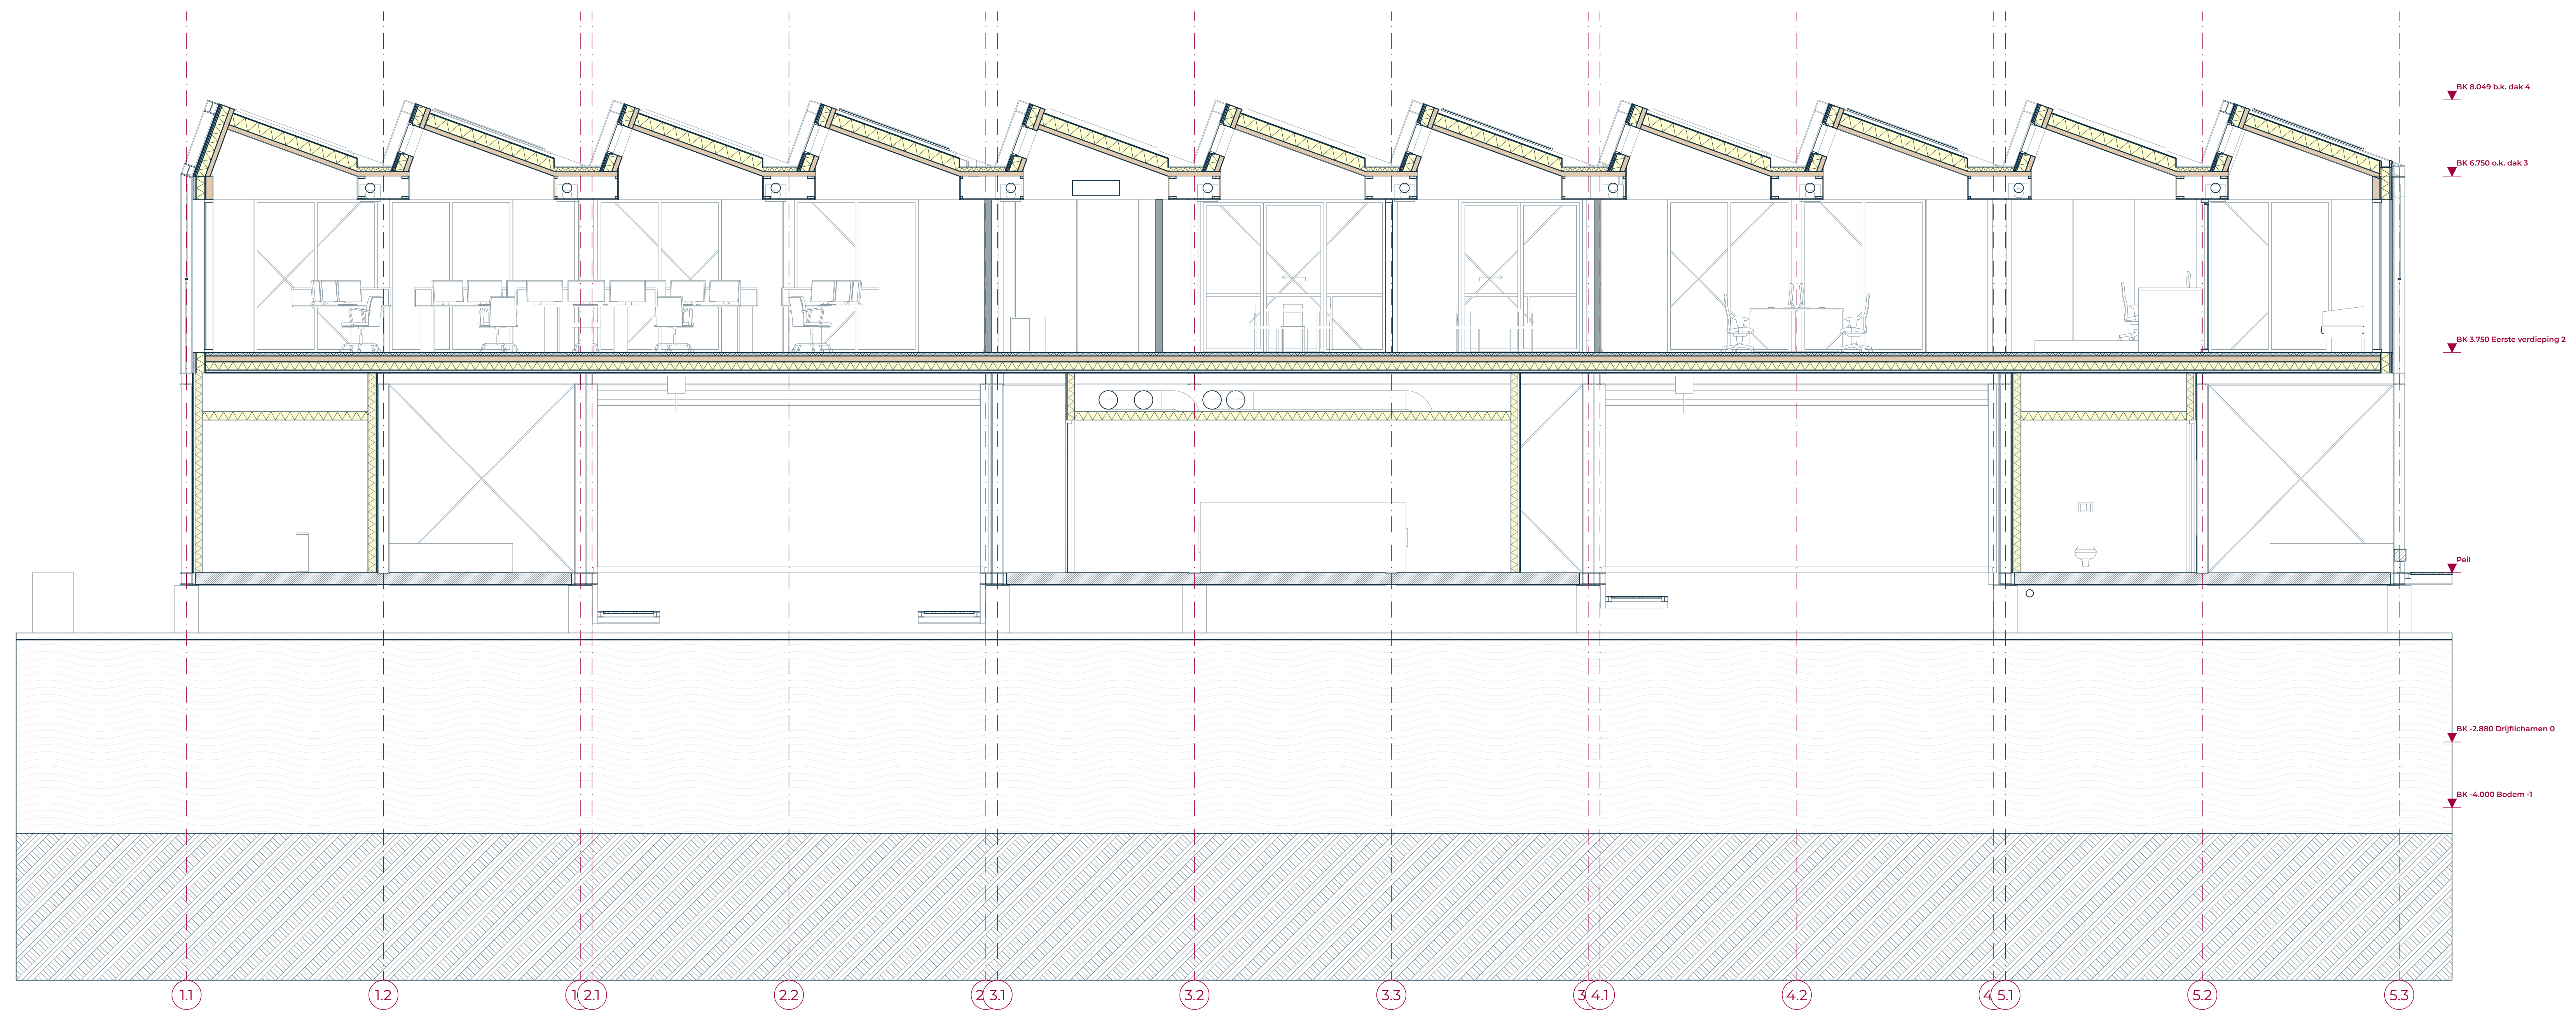 BK 8.049 b.k. dak 4
BK 6.750 o.k. dak 3
BK 3.750 Eerste verdieping 2
Peil
BK -2.880 Drijflichamen 0
BK -4.000 Bodem -1
1.1 1.2 2.1 2.2 3.1 3.2 3.3 4.1 4.2 5.1 5.2 5.3